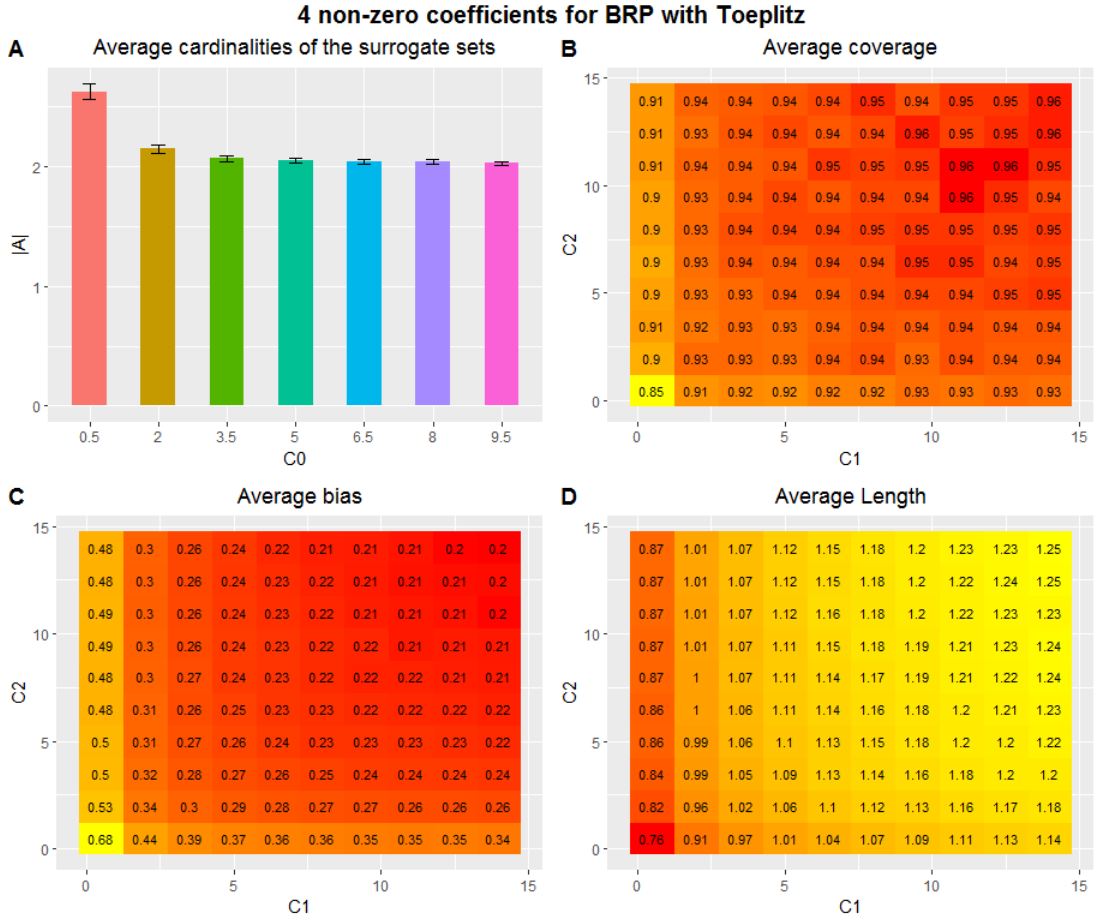 4 non-zero coefficients for BRP with Toeplitz
A
Average cardinalities of the surrogate sets
|A|
2
1
0
0.5 2 3.5 5 6.5 8 9.5
C0
B
Average coverage
C2
15
10
5
0
0.91 0.94 0.94 0.94 0.94 0.95 0.94 0.95 0.95 0.96
0.91 0.93 0.94 0.94 0.94 0.94 0.96 0.95 0.95 0.96
0.91 0.94 0.94 0.94 0.95 0.95 0.94 0.96 0.96 0.95
0.9 0.93 0.94 0.94 0.94 0.94 0.94 0.96 0.95 0.94
0.9 0.93 0.94 0.94 0.94 0.95 0.95 0.95 0.95 0.95
0.9 0.93 0.94 0.94 0.94 0.94 0.95 0.95 0.94 0.95
0.9 0.93 0.93 0.94 0.94 0.94 0.94 0.94 0.95 0.95
0.91 0.92 0.93 0.93 0.94 0.94 0.94 0.94 0.94 0.94
0.9 0.93 0.93 0.93 0.94 0.94 0.93 0.94 0.94 0.94
0.85 0.91 0.92 0.92 0.92 0.92 0.93 0.93 0.93 0.93
0 5 10 15
C1
C
Average bias
C2
15
10
5
0
0.48 0.3 0.26 0.24 0.22 0.21 0.21 0.21 0.2 0.2
0.48 0.3 0.26 0.24 0.23 0.22 0.21 0.21 0.21 0.2
0.49 0.3 0.26 0.24 0.23 0.22 0.21 0.21 0.21 0.2
0.49 0.3 0.26 0.24 0.23 0.22 0.22 0.21 0.21 0.21
0.48 0.3 0.27 0.24 0.23 0.22 0.22 0.22 0.21 0.21
0.48 0.31 0.26 0.25 0.23 0.23 0.22 0.22 0.22 0.22
0.5 0.31 0.27 0.26 0.24 0.23 0.23 0.23 0.23 0.22
0.5 0.32 0.28 0.27 0.26 0.25 0.24 0.24 0.24 0.24
0.53 0.34 0.3 0.29 0.28 0.27 0.27 0.26 0.26 0.26
0.68 0.44 0.39 0.37 0.36 0.36 0.35 0.35 0.35 0.34
0 5 10 15
C1
D
Average Length
C2
15
10
5
0
0.87 1.01 1.07 1.12 1.15 1.18 1.2 1.23 1.23 1.25
0.87 1.01 1.07 1.12 1.15 1.18 1.2 1.22 1.24 1.25
0.87 1.01 1.07 1.12 1.16 1.18 1.2 1.22 1.23 1.23
0.87 1.01 1.07 1.11 1.15 1.18 1.19 1.21 1.23 1.24
0.87 1 1.07 1.11 1.14 1.17 1.19 1.21 1.22 1.24
0.86 1 1.06 1.11 1.14 1.16 1.18 1.2 1.21 1.23
0.86 0.99 1.06 1.1 1.13 1.15 1.18 1.2 1.2 1.22
0.84 0.99 1.05 1.09 1.13 1.14 1.16 1.18 1.2 1.2
0.82 0.96 1.02 1.06 1.1 1.12 1.13 1.16 1.17 1.18
0.76 0.91 0.97 1.01 1.04 1.07 1.09 1.11 1.13 1.14
0 5 10 15
C1